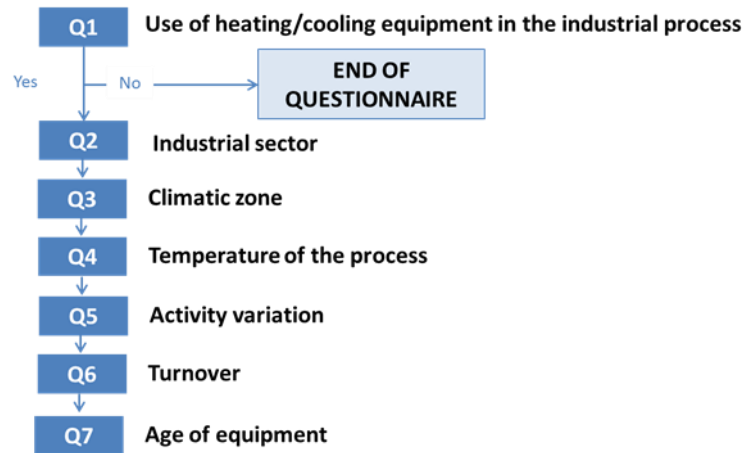 Q1 Use of heating/cooling equipment in the industrial process
Yes No END OF
QUESTIONNAIRE
Q2 Industrial sector
Q3 Climatic zone
Q4 Temperature of the process
Q5 Activity variation
Q6 Turnover
Q7 Age of equipment